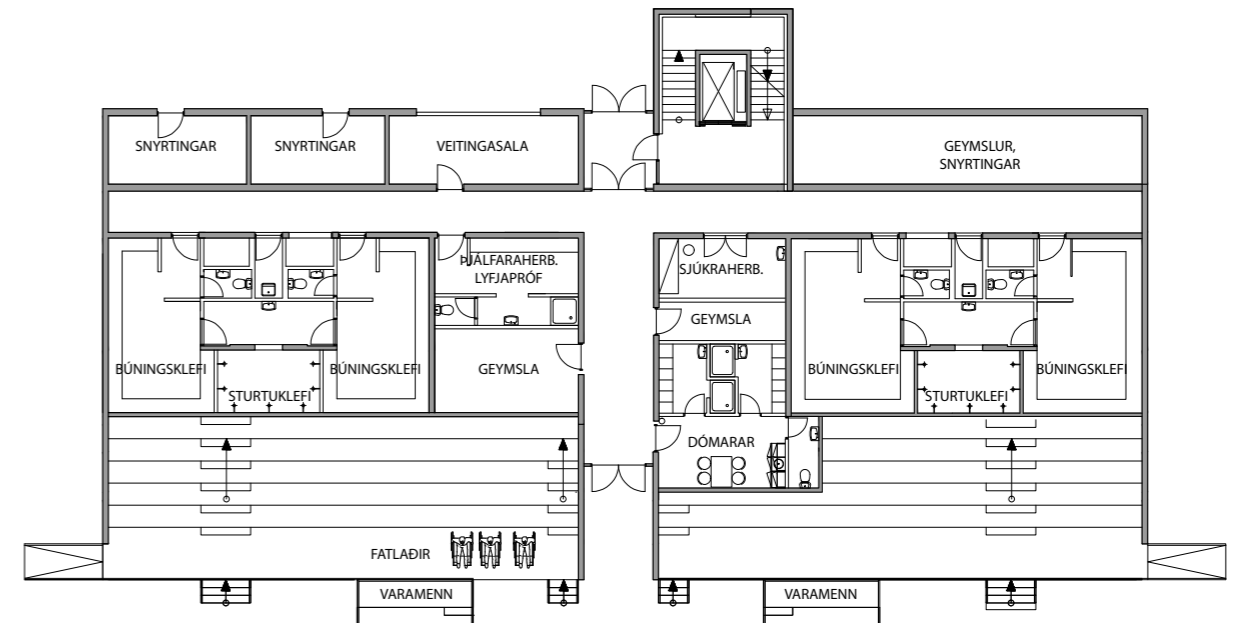 SNYRTINGAR
SNYRTINGAR
VEITINGASALA
GEYMSLUR,
SNYRTINGAR
ÞJÁLFARAHERB.
LYFJAPRÓF
SJÚKRAHERB.
GEYMSLA
BÚNINGSKLEFI
STURTUKLEFI
BÚNINGSKLEFI
GEYMSLA
BÚNINGSKLEFI
STURTUKLEFI
BÚNINGSKLEFI
DÓMARAR
FATLAÐIR
VARAMENN
VARAMENN